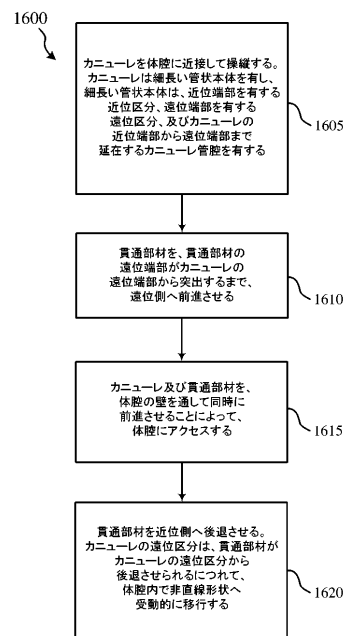 1600
カニューレを体腔に近接して操縦する。
カニューレは細長い管状本体を有し、
細長い管状本体は、近位端部を有する
近位区分、遠位端部を有する
遠位区分、及びカニューレの
近位端部から遠位端部まで
延在するカニューレ管腔を有する
1605
貫通部材を、貫通部材の
遠位端部がカニューレの
遠位端部から突出するまで、
遠位側へ前進させる
1610
カニューレ及び貫通部材を、
体腔の壁を通して同時に
前進させることによって、
体腔にアクセスする
1615
貫通部材を近位側へ後退させる。
カニューレの遠位区分は、貫通部材が
カニューレの遠位区分から
後退させられるにつれて、
体腔内で非直線形状へ
受動的に移行する
1620